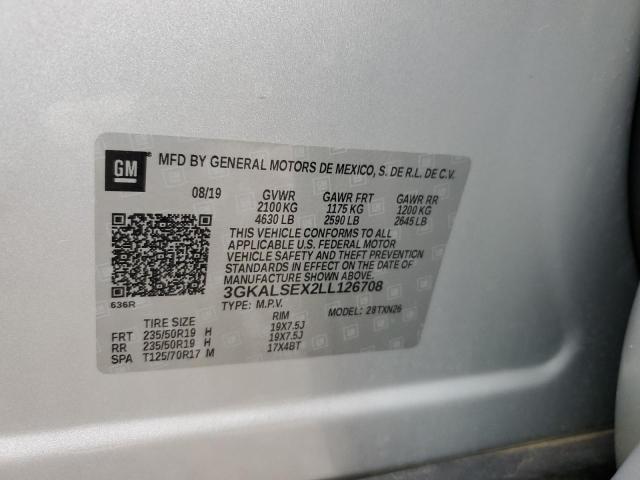 GM MFD BY GENERAL MOTORS DE MEXICO, S. DE R.L. DE C.V.
08/19 GVWR GAWR FRT GAWR RR
2100 KG 1175 KG 1200 KG
4630 LB 2590 LB 2645 LB
THIS VEHICLE CONFORMS TO ALL
APPLICABLE U.S. FEDERAL MOTOR
VEHICLE SAFETY AND THEFT
PREVENTION STANDARDS IN
EFFECT ON THE DATE OF
MANUFACTURE SHOWN ABOVE.
3GKALSEX2LL126708
636R TYPE: M.P.V. MODEL: 28TXN26
TIRE SIZE RIM
FRT 235/50R19 H 19X7.5J
RR 235/50R19 H 19X7.5J
SPA T125/70R17 M 17X4BT